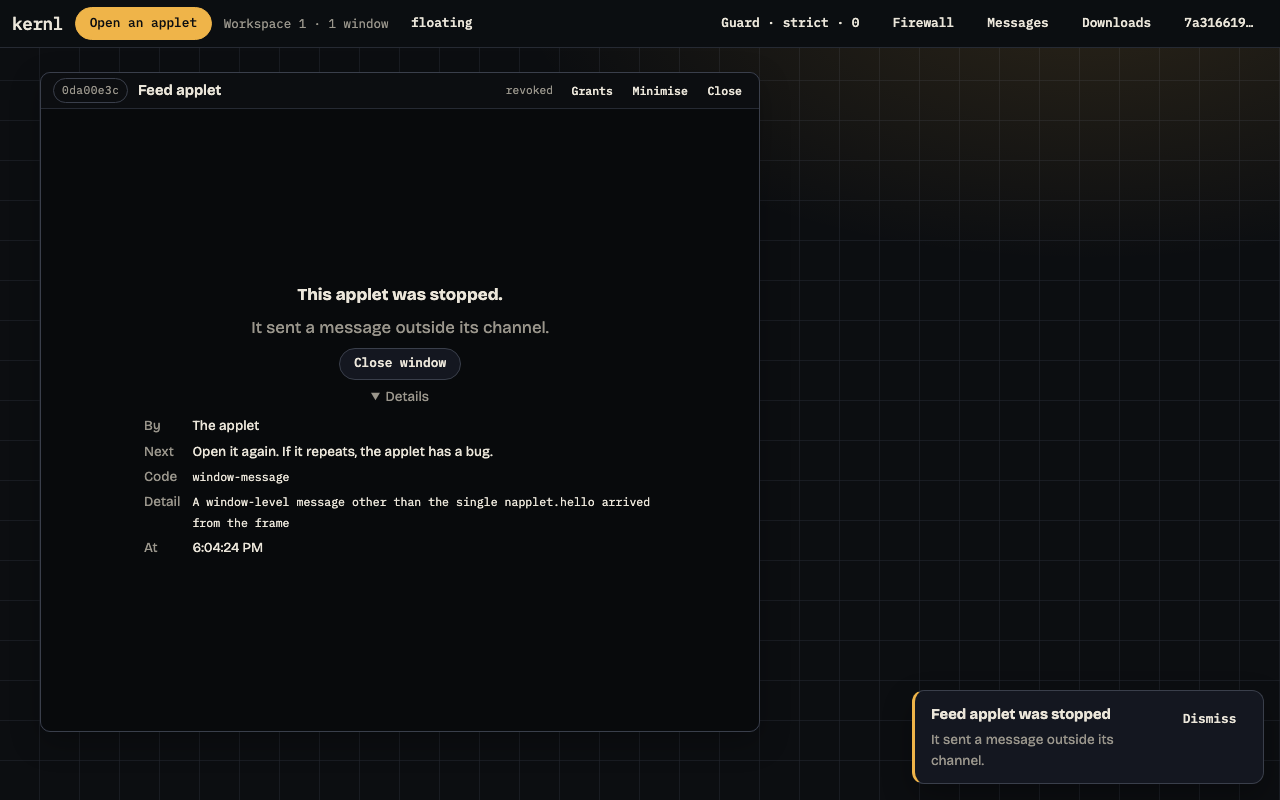 kernl
Open an applet
Workspace 1 · 1 window
floating
Guard · strict · 0
Firewall
Messages
Downloads
7a316619…
0da00e3c
Feed applet
revoked
Grants
Minimise
Close
This applet was stopped.
It sent a message outside its channel.
Close window
▼ Details
By The applet
Next Open it again. If it repeats, the applet has a bug.
Code window-message
Detail A window-level message other than the single napplet.hello arrived
from the frame
At 6:04:24 PM
Feed applet was stopped
Dismiss
It sent a message outside its
channel.